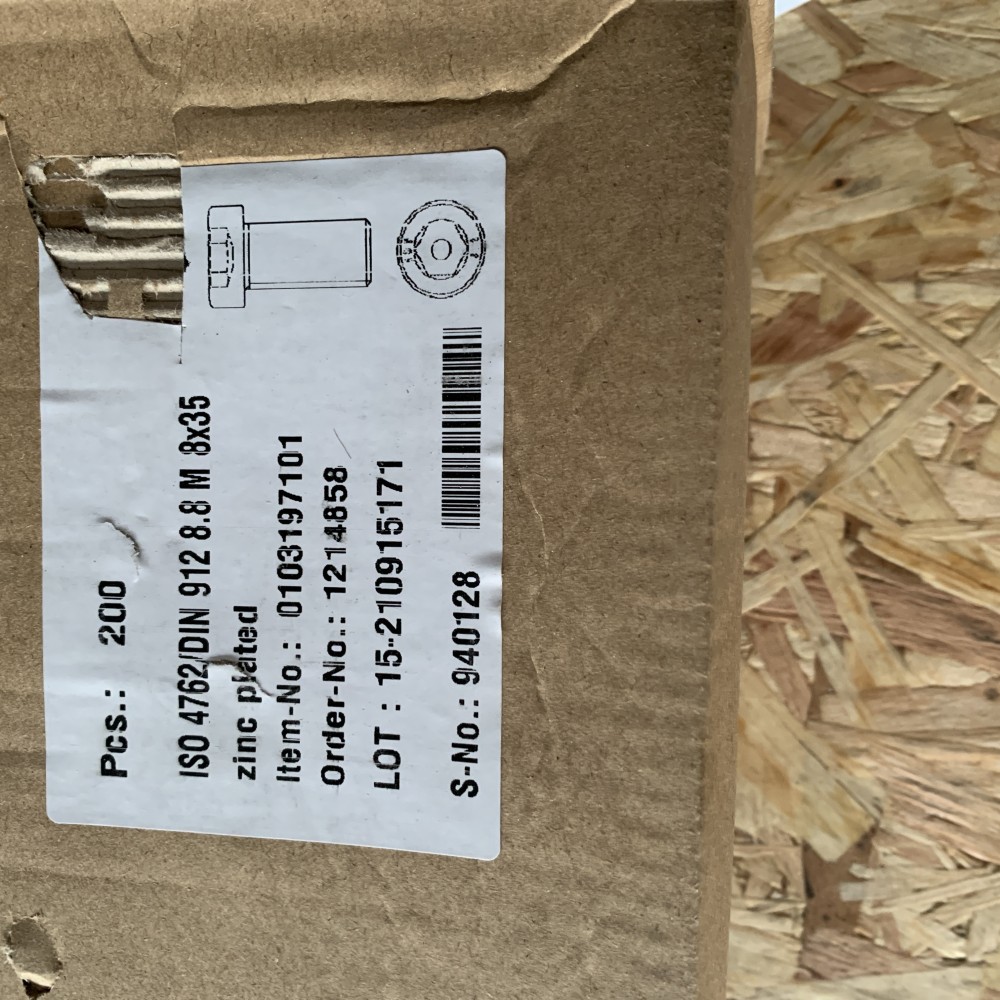 Pcs.: 200
ISO 4762/DIN 912 8.8 M 8x35
zinc plated
Item-No.: 0103197101
Order-No.: 1214858
LOT : 15-210915171
S-No.: 940128